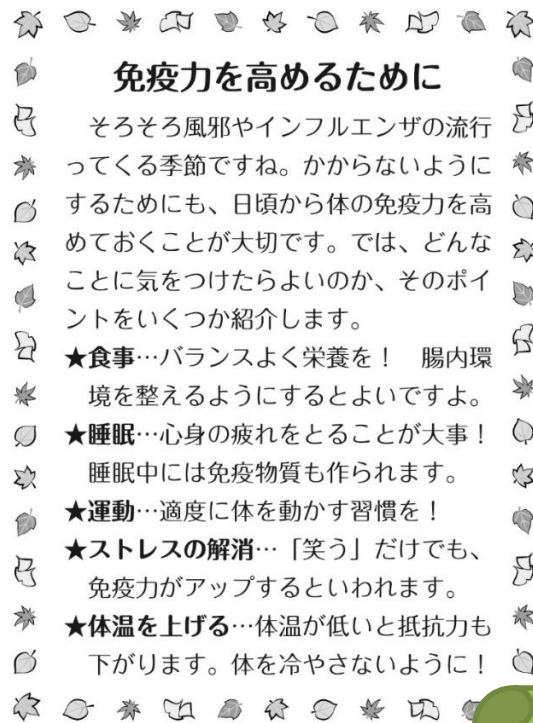 免疫力を高めるために
そろそろ風邪やインフルエンザの流行
ってくる季節ですね。かからないように
するためにも、日頃から体の免疫力を高
めておくことが大切です。では、どんな
ことに気をつけたらよいのか、そのポイ
ントをいくつか紹介します。
★食事…バランスよく栄養を！　腸内環
境を整えるようにするとよいですよ。
★睡眠…心身の疲れをとることが大事！
睡眠中には免疫物質も作られます。
★運動…適度に体を動かす習慣を！
★ストレスの解消…「笑う」だけでも、
免疫力がアップするといわれます。
★体温を上げる…体温が低いと抵抗力も
下がります。体を冷やさないように！